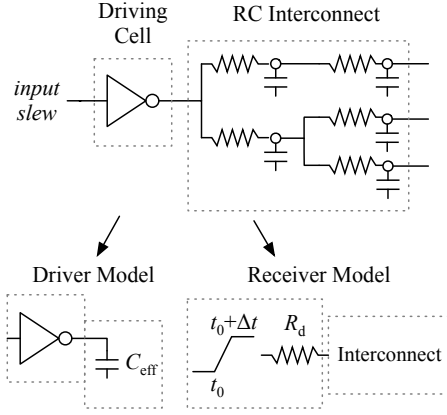 Driving
Cell
RC Interconnect
input
slew
Driver Model
Receiver Model
C_eff
t_0+Δt
t_0
R_d
Interconnect